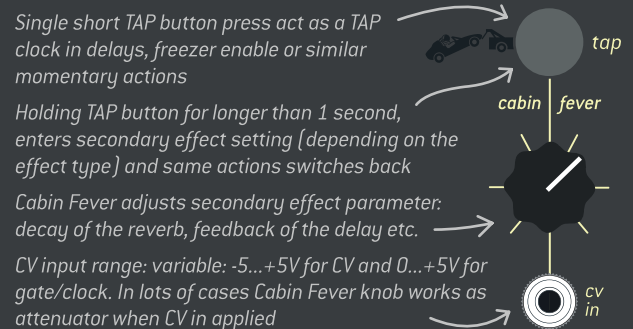 Single short TAP button press act as a TAP
clock in delays, freezer enable or similar
momentary actions
tap
Holding TAP button for longer than 1 second,
enters secondary effect setting (depending on the
effect type) and same actions switches back
cabin fever
Cabin Fever adjusts secondary effect parameter:
decay of the reverb, feedback of the delay etc.
CV input range: variable: -5...+5V for CV and 0...+5V for
gate/clock. In lots of cases Cabin Fever knob works as
attenuator when CV in applied
cv
in